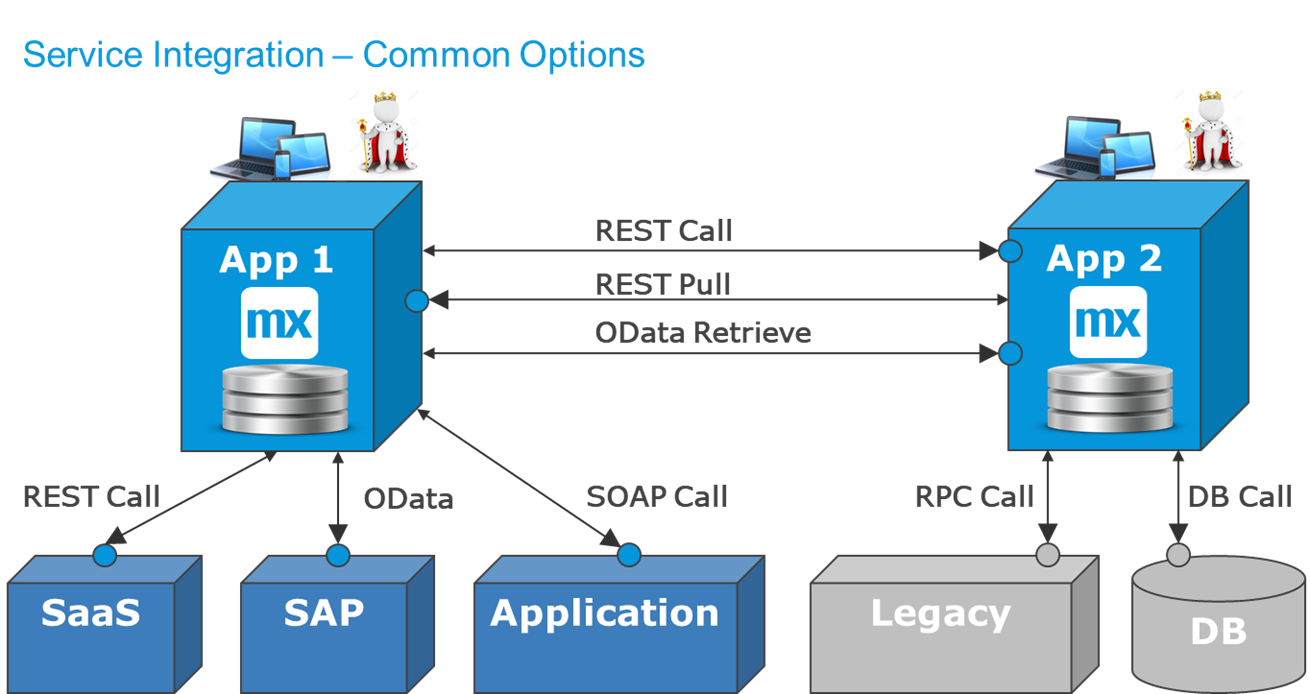 Service Integration – Common Options
REST Call
App 1
App 2
REST Pull
mx
mx
OData Retrieve
REST Call
OData
SOAP Call
RPC Call
DB Call
SaaS
SAP
Application
Legacy
DB